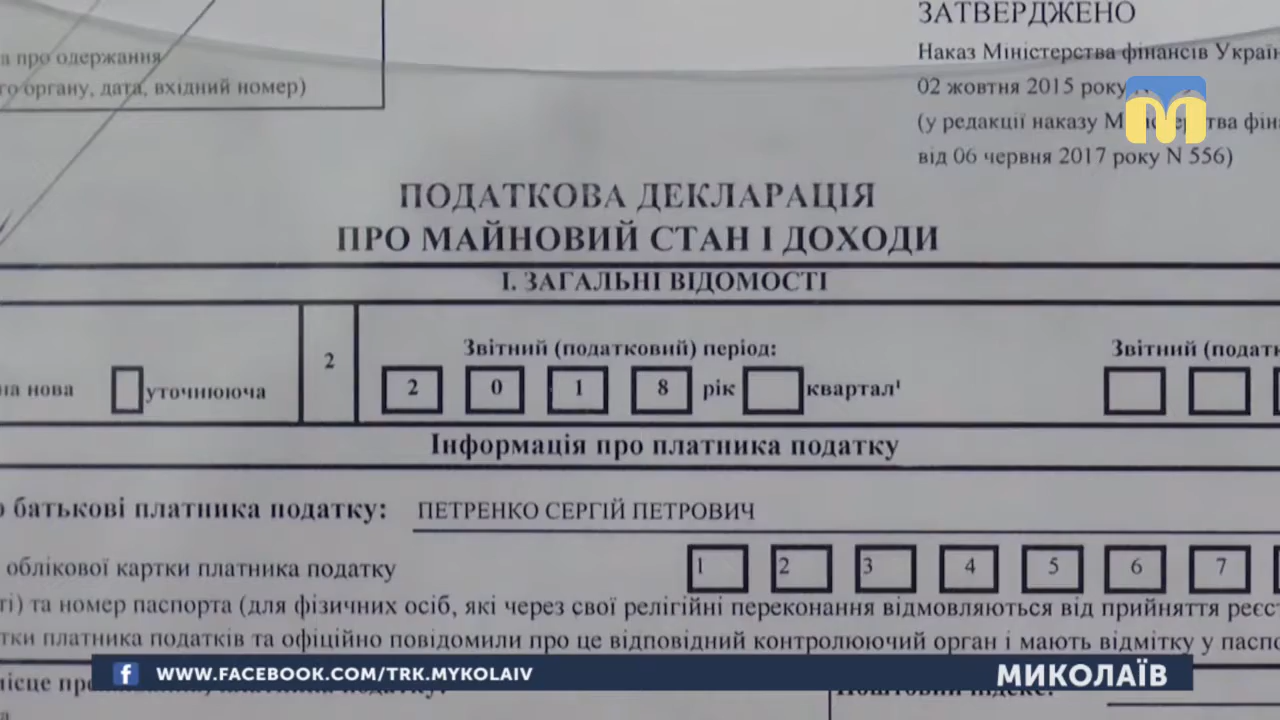 ЗАТВЕРДЖЕНО
а про одержання
го органу, дата, вхідний номер)
Наказ Міністерства фінансів Україн
02 жовтня 2015 року
(у редакції наказу Міністерства фін
від 06 червня 2017 року N 556)
ПОДАТКОВА ДЕКЛАРАЦІЯ
ПРО МАЙНОВИЙ СТАН І ДОХОДИ
І. ЗАГАЛЬНІ ВІДОМОСТІ
на нова
уточнююча
2
Звітний (податковий) період:
2 0 1 8 рік квартал¹
Звітний (податк
Інформація про платника податку
о батькові платника податку: ПЕТРЕНКО СЕРГІЙ ПЕТРОВИЧ
облікової картки платника податку 1 2 3 4 5 6 7
ті) та номер паспорта (для фізичних осіб, які через свої релігійні переконання відмовляються від прийняття реєст
тки платника податків та офіційно повідомили про це відповідний контролюючий орган і мають відмітку у паспо
WWW.FACEBOOK.COM/TRK.MYKOLAIV
МИКОЛАЇВ